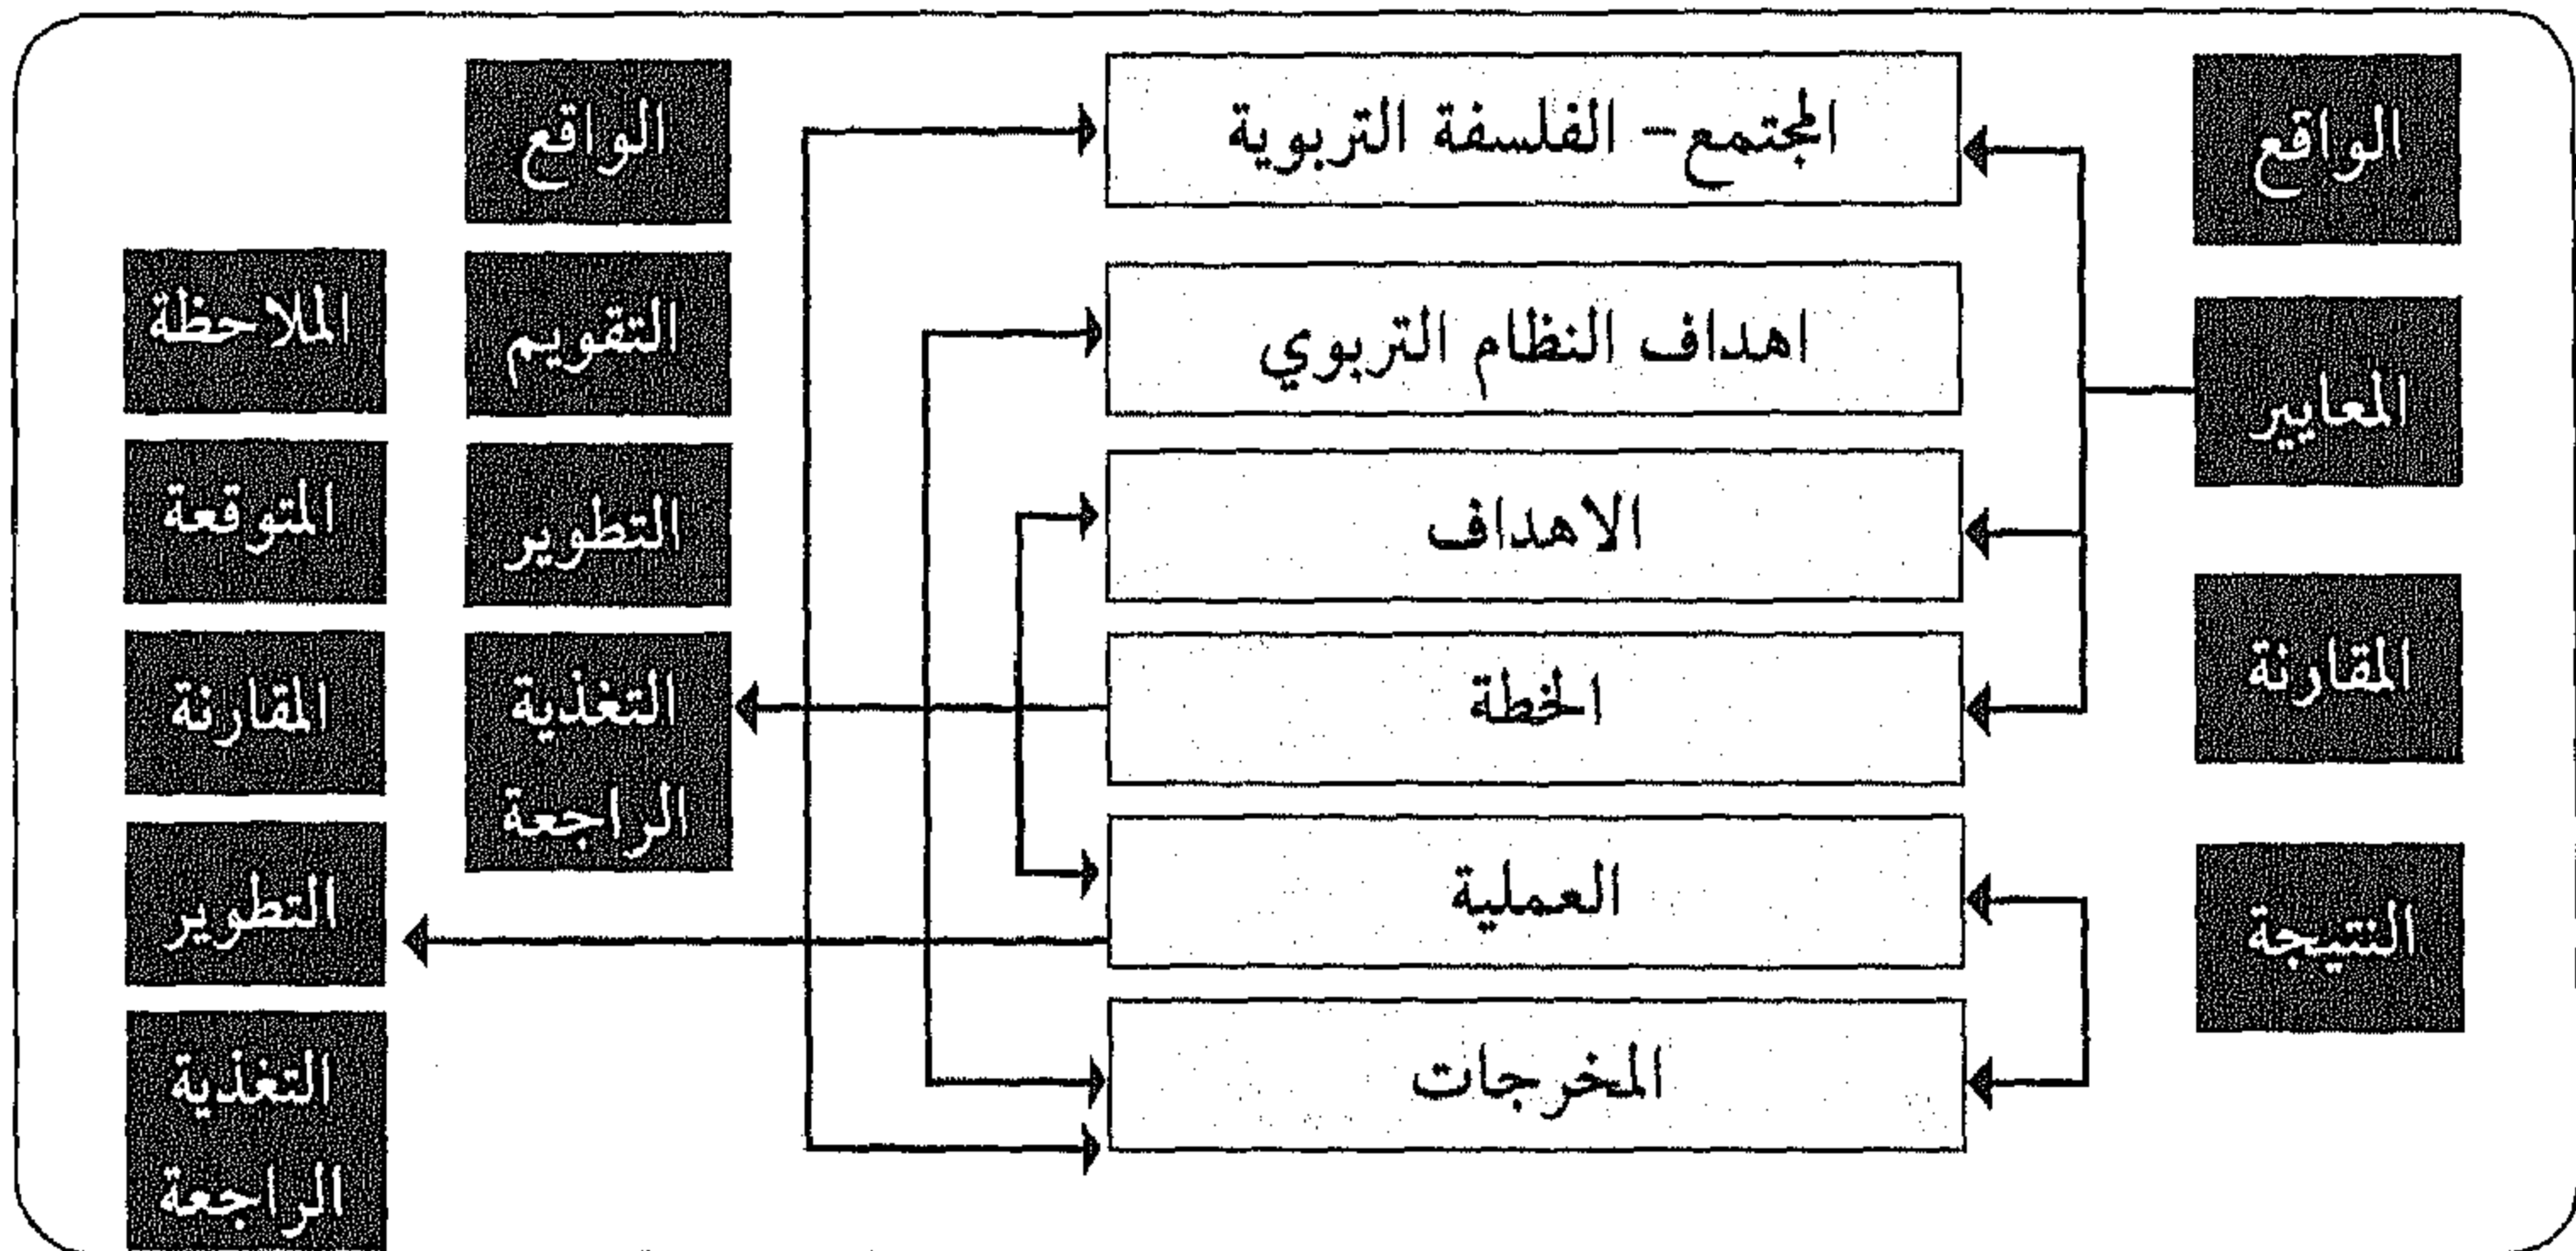 الواقع
المعايير
المقارنة
النتيجة
المجتمع - الفلسفة التربوية
اهداف النظام التربوي
الاهداف
الخطة
العملية
المخرجات
الواقع
التقويم
التطوير
التغذية
الراجعة
الملاحظة
المتوقعة
المقارنة
التطوير
التغذية
الراجعة